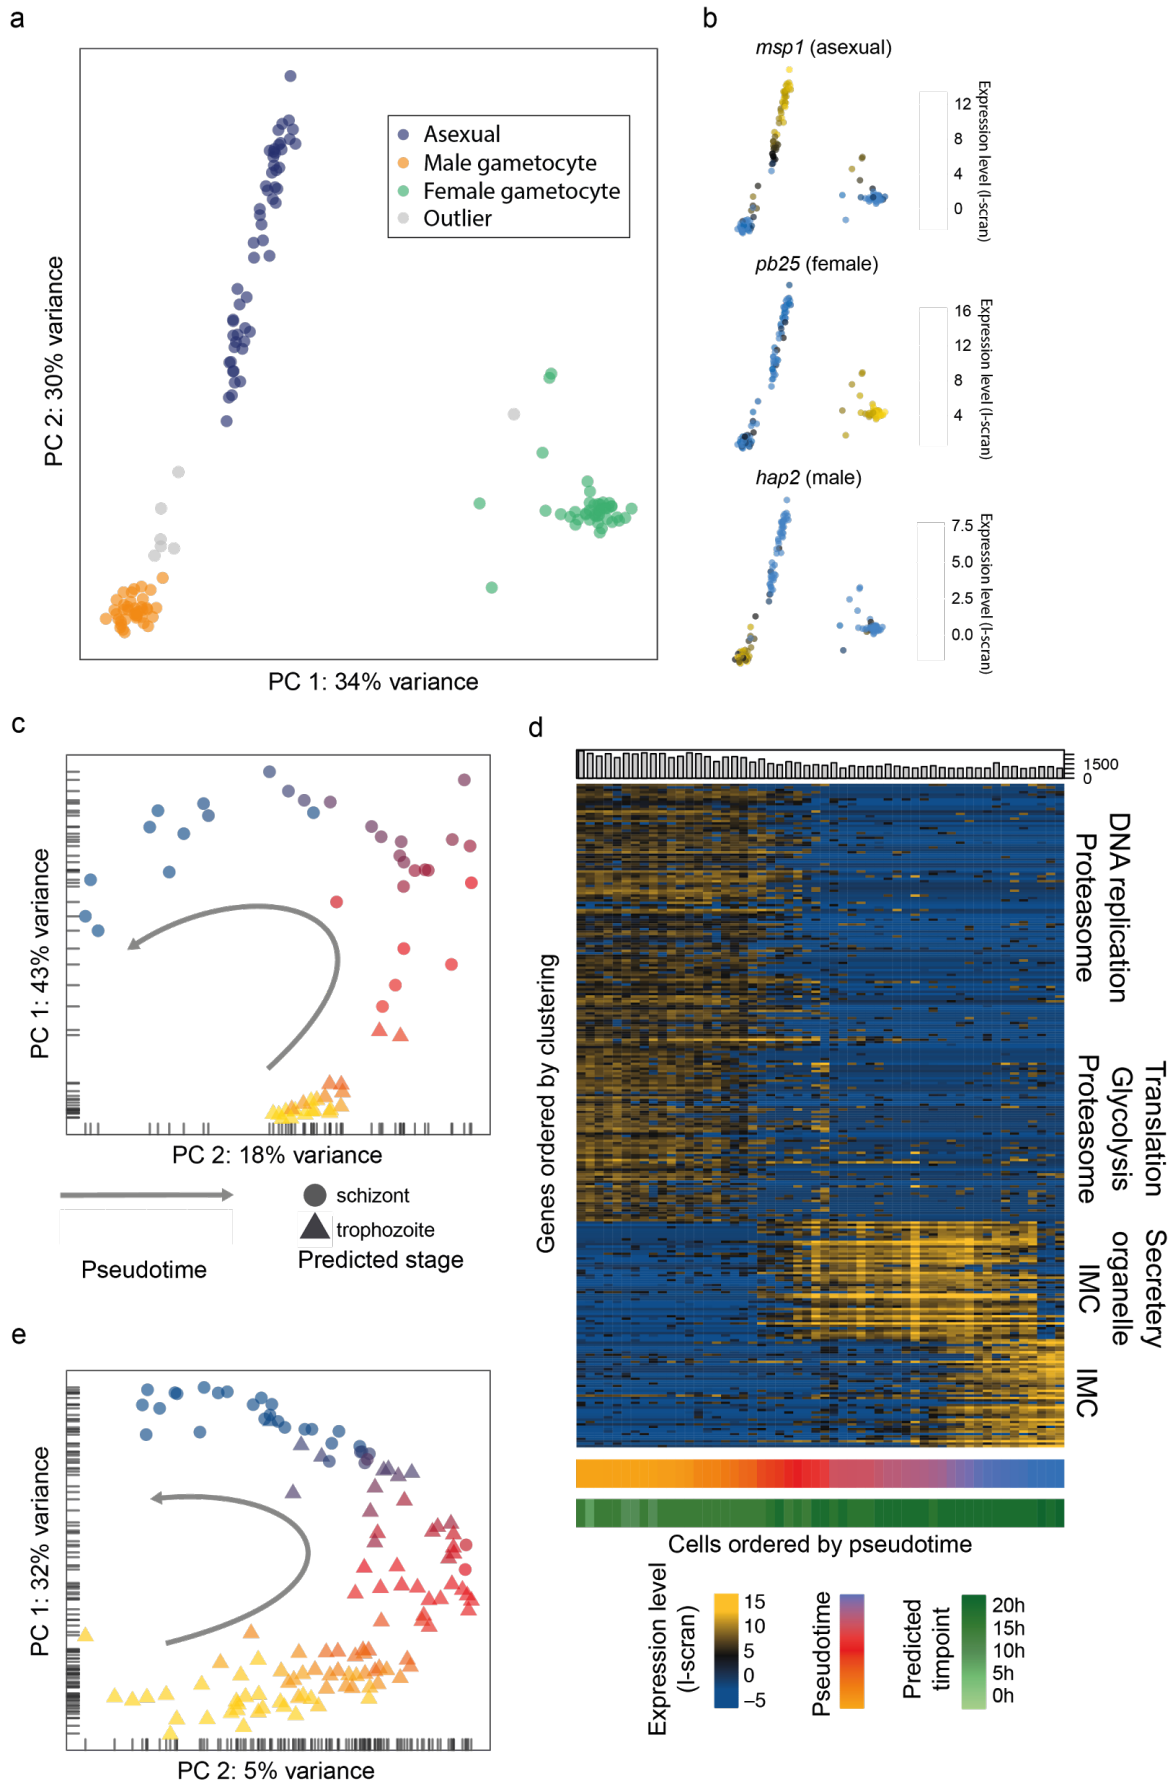 a
PC 2: 30% variance
Asexual
Male gametocyte
Female gametocyte
Outlier
PC 1: 34% variance
b
msp1 (asexual)
12
8
4
0
Expression level (l-scran)
pb25 (female)
16
12
8
4
Expression level (l-scran)
hap2 (male)
7.5
5.0
2.5
0.0
Expression level (l-scran)
c
PC 1: 43% variance
PC 2: 18% variance
Pseudotime
schizont
trophozoite
Predicted stage
d
1500
0
Genes ordered by clustering
DNA replication
Proteasome
Translation
Glycolysis
Proteasome
Secretery
organelle
IMC
IMC
Cells ordered by pseudotime
Expression level
(l-scran)
15
10
5
0
−5
Pseudotime
Predicted
timpoint
20h
15h
10h
5h
0h
e
PC 1: 32% variance
PC 2: 5% variance